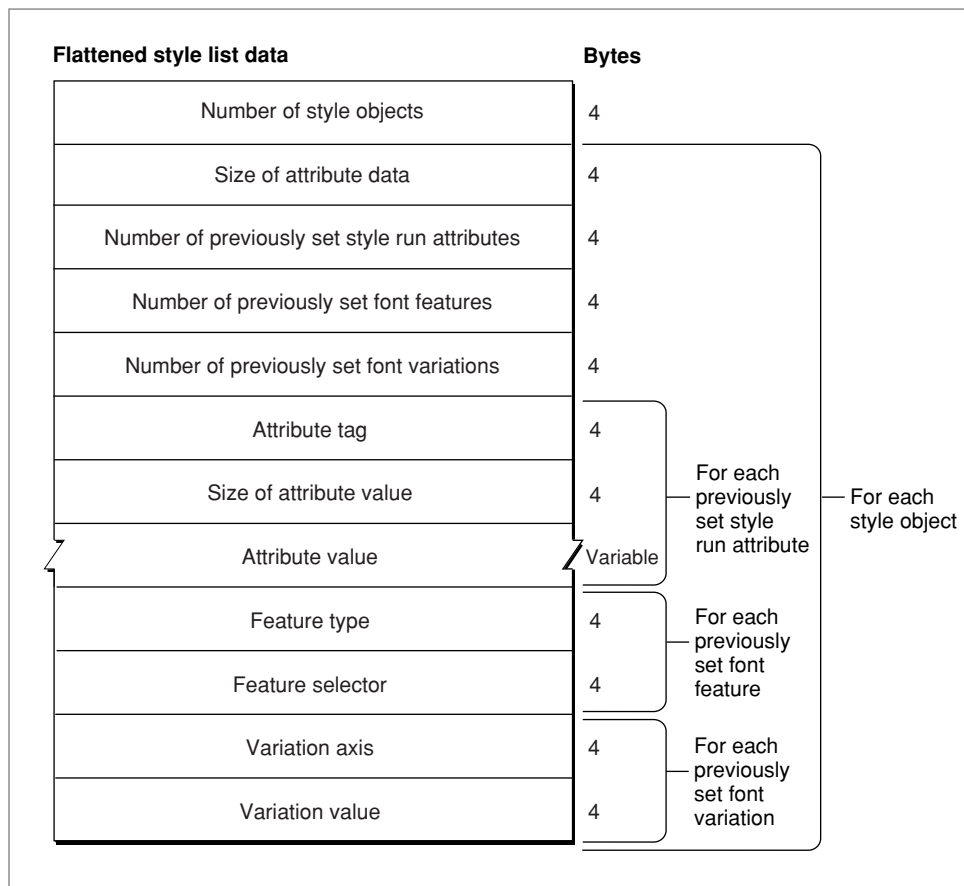 Flattened style list data Bytes
Number of style objects 4
Size of attribute data 4
Number of previously set style run attributes 4
Number of previously set font features 4
Number of previously set font variations 4
Attribute tag 4
Size of attribute value 4
Attribute value Variable
For each
previously
set style
run attribute
For each
style object
Feature type 4
Feature selector 4
For each
previously
set font
feature
Variation axis 4
Variation value 4
For each
previously
set font
variation